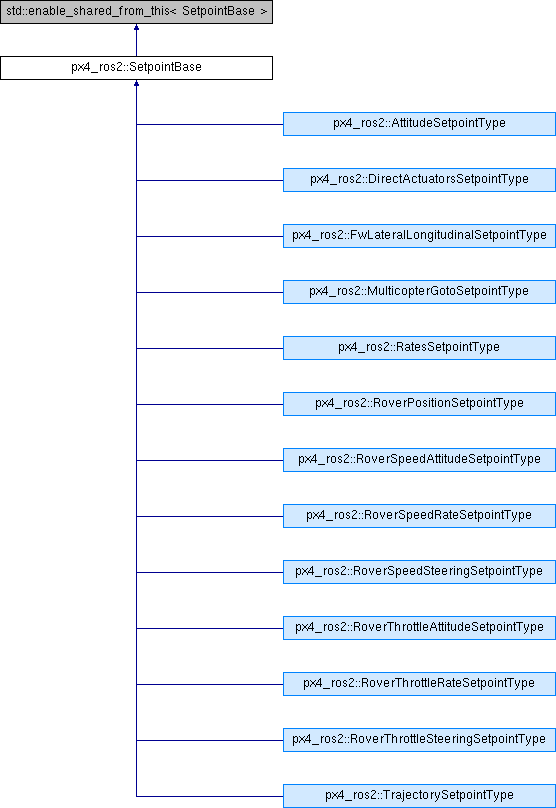 std::enable_shared_from_this< SetpointBase >
px4_ros2::SetpointBase
px4_ros2::AttitudeSetpointType
px4_ros2::DirectActuatorsSetpointType
px4_ros2::FwLateralLongitudinalSetpointType
px4_ros2::MulticopterGotoSetpointType
px4_ros2::RatesSetpointType
px4_ros2::RoverPositionSetpointType
px4_ros2::RoverSpeedAttitudeSetpointType
px4_ros2::RoverSpeedRateSetpointType
px4_ros2::RoverSpeedSteeringSetpointType
px4_ros2::RoverThrottleAttitudeSetpointType
px4_ros2::RoverThrottleRateSetpointType
px4_ros2::RoverThrottleSteeringSetpointType
px4_ros2::TrajectorySetpointType